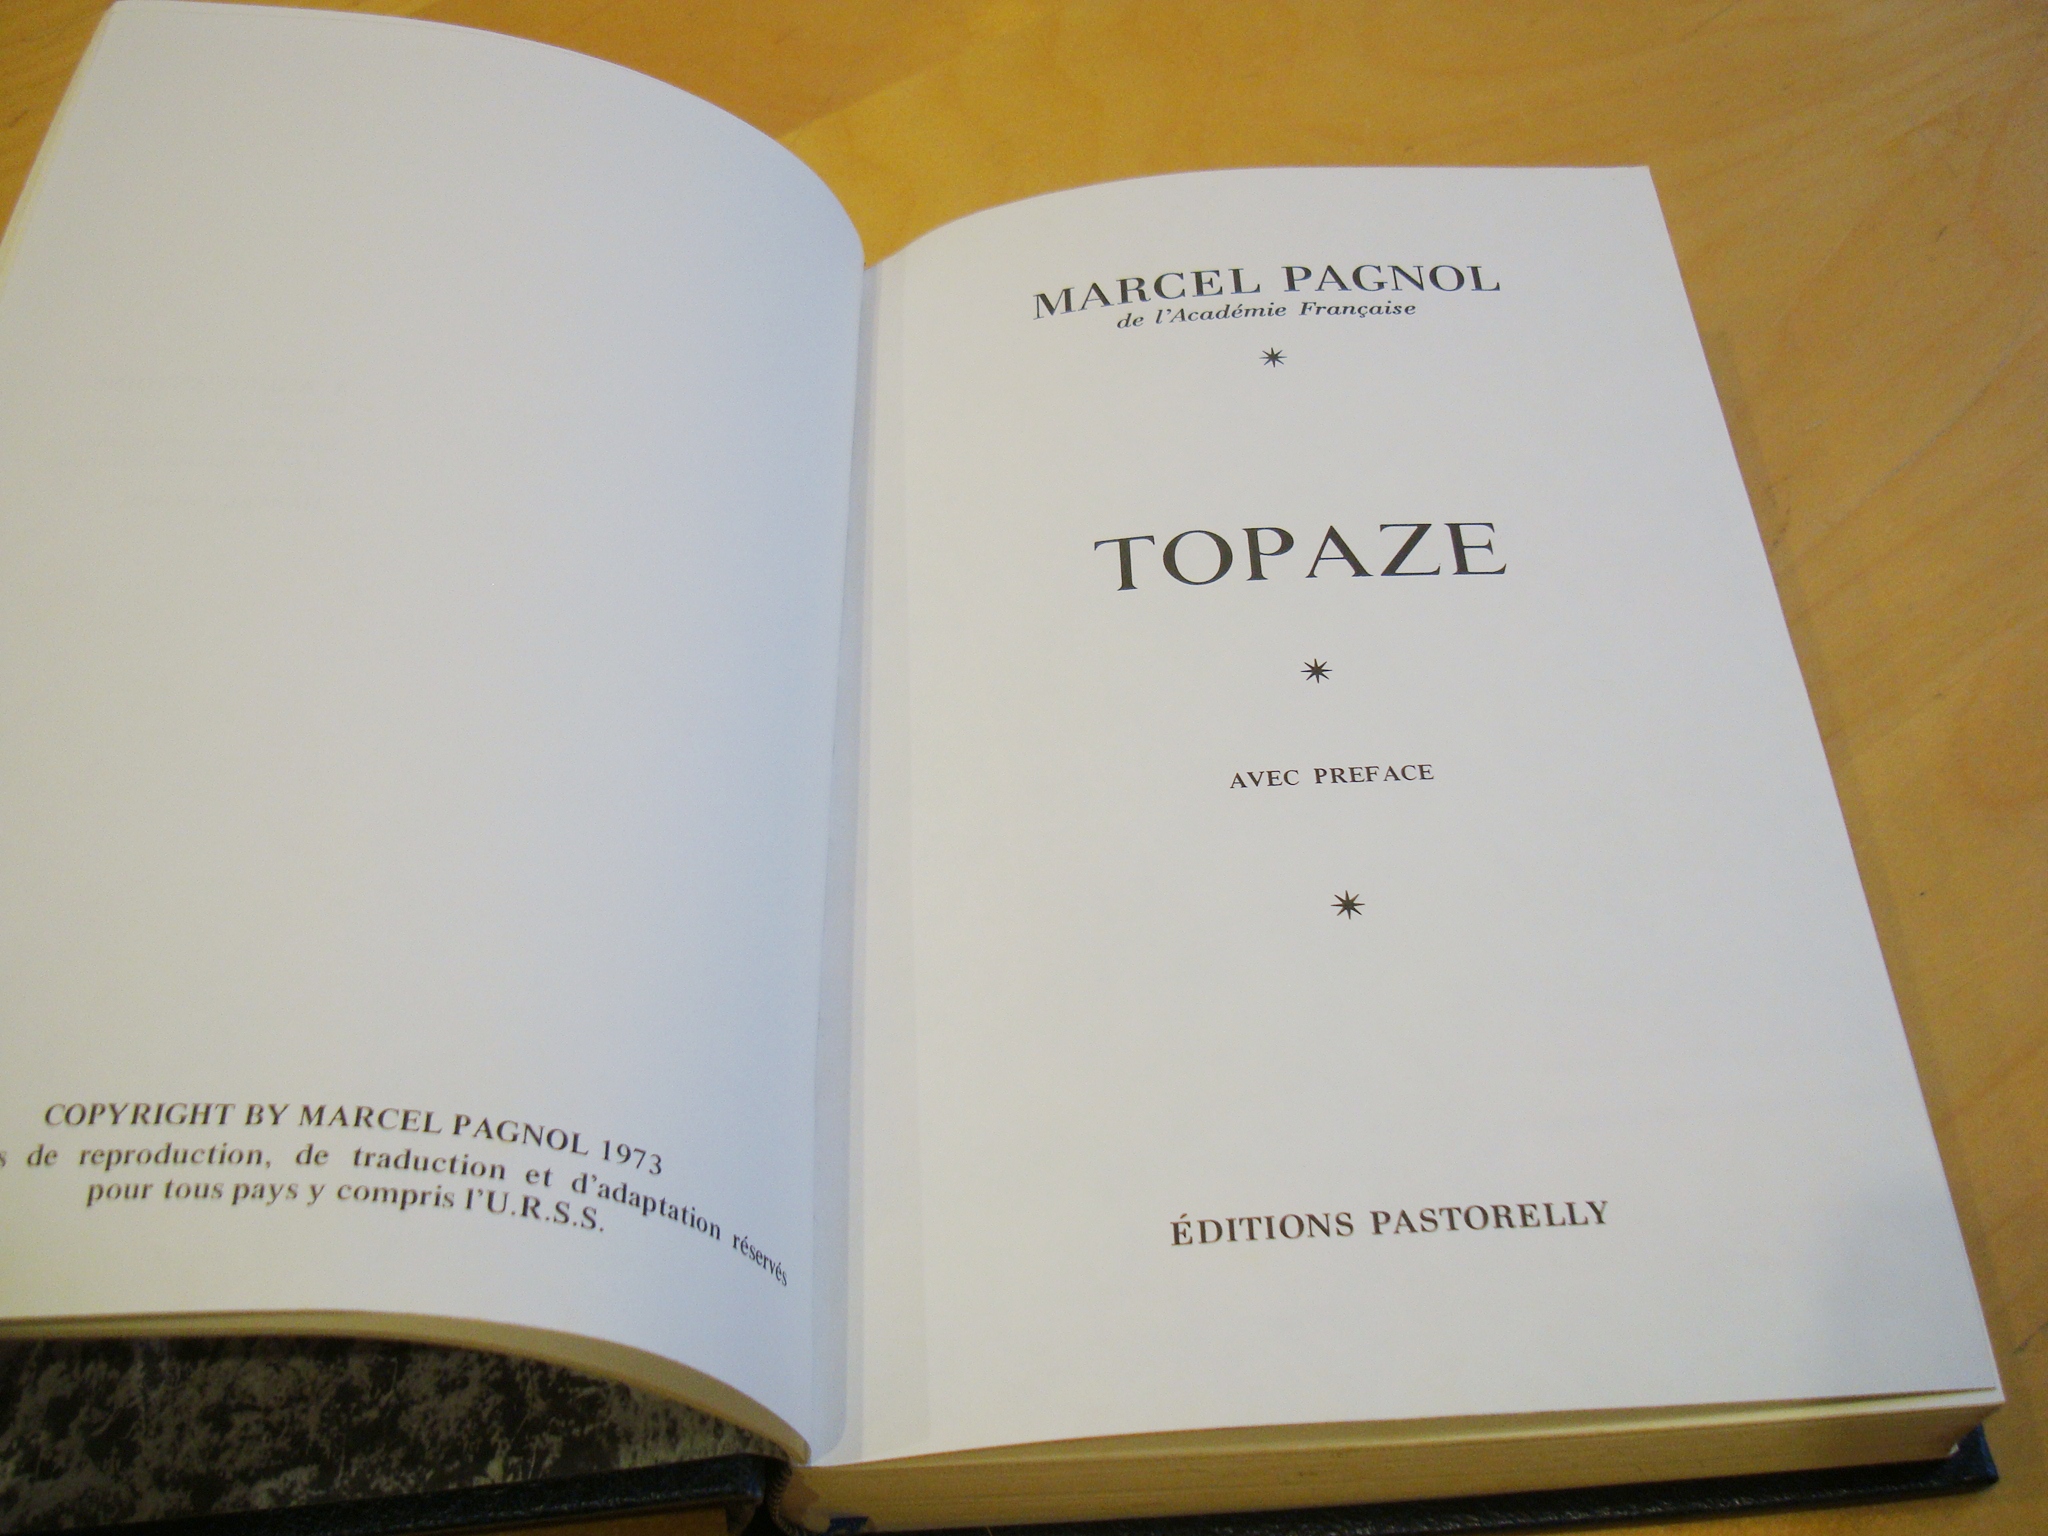 COPYRIGHT BY MARCEL PAGNOL 1973
de reproduction, de traduction et d'adaptation réservés
pour tous pays y compris l'U.R.S.S.
MARCEL PAGNOL
de l'Académie Française
TOPAZE
AVEC PREFACE
ÉDITIONS PASTORELLY